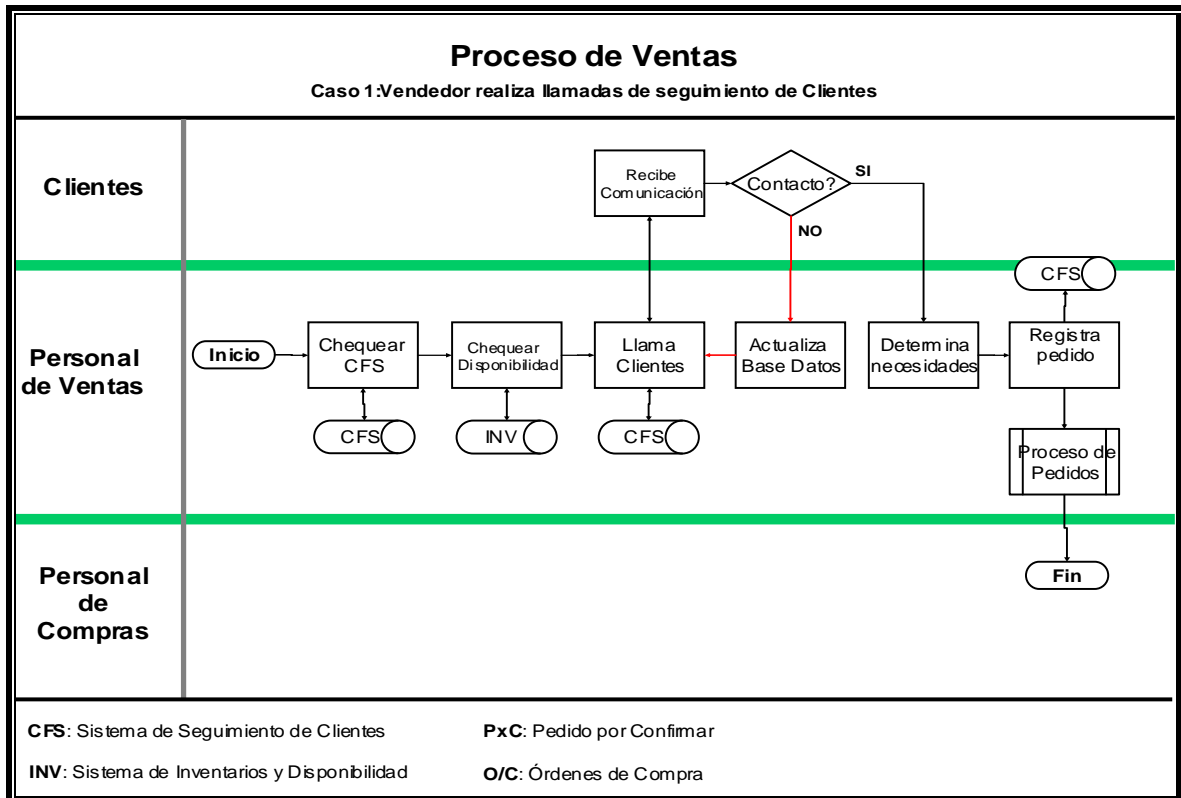 Proceso de Ventas
Caso 1:Vendedor realiza llamadas de seguimiento de Clientes
Clientes
Recibe
Comunicación
Contacto?
SI
NO
CFS
Personal
de Ventas
Inicio
Chequear
CFS
Chequear
Disponibilidad
Llama
Clientes
Actualiza
Base Datos
Determina
necesidades
Registra
pedido
CFS
INV
CFS
Proceso de
Pedidos
Personal
de
Compras
Fin
CFS: Sistema de Seguimiento de Clientes
PxC: Pedido por Confirmar
INV: Sistema de Inventarios y Disponibilidad
O/C: Órdenes de Compra